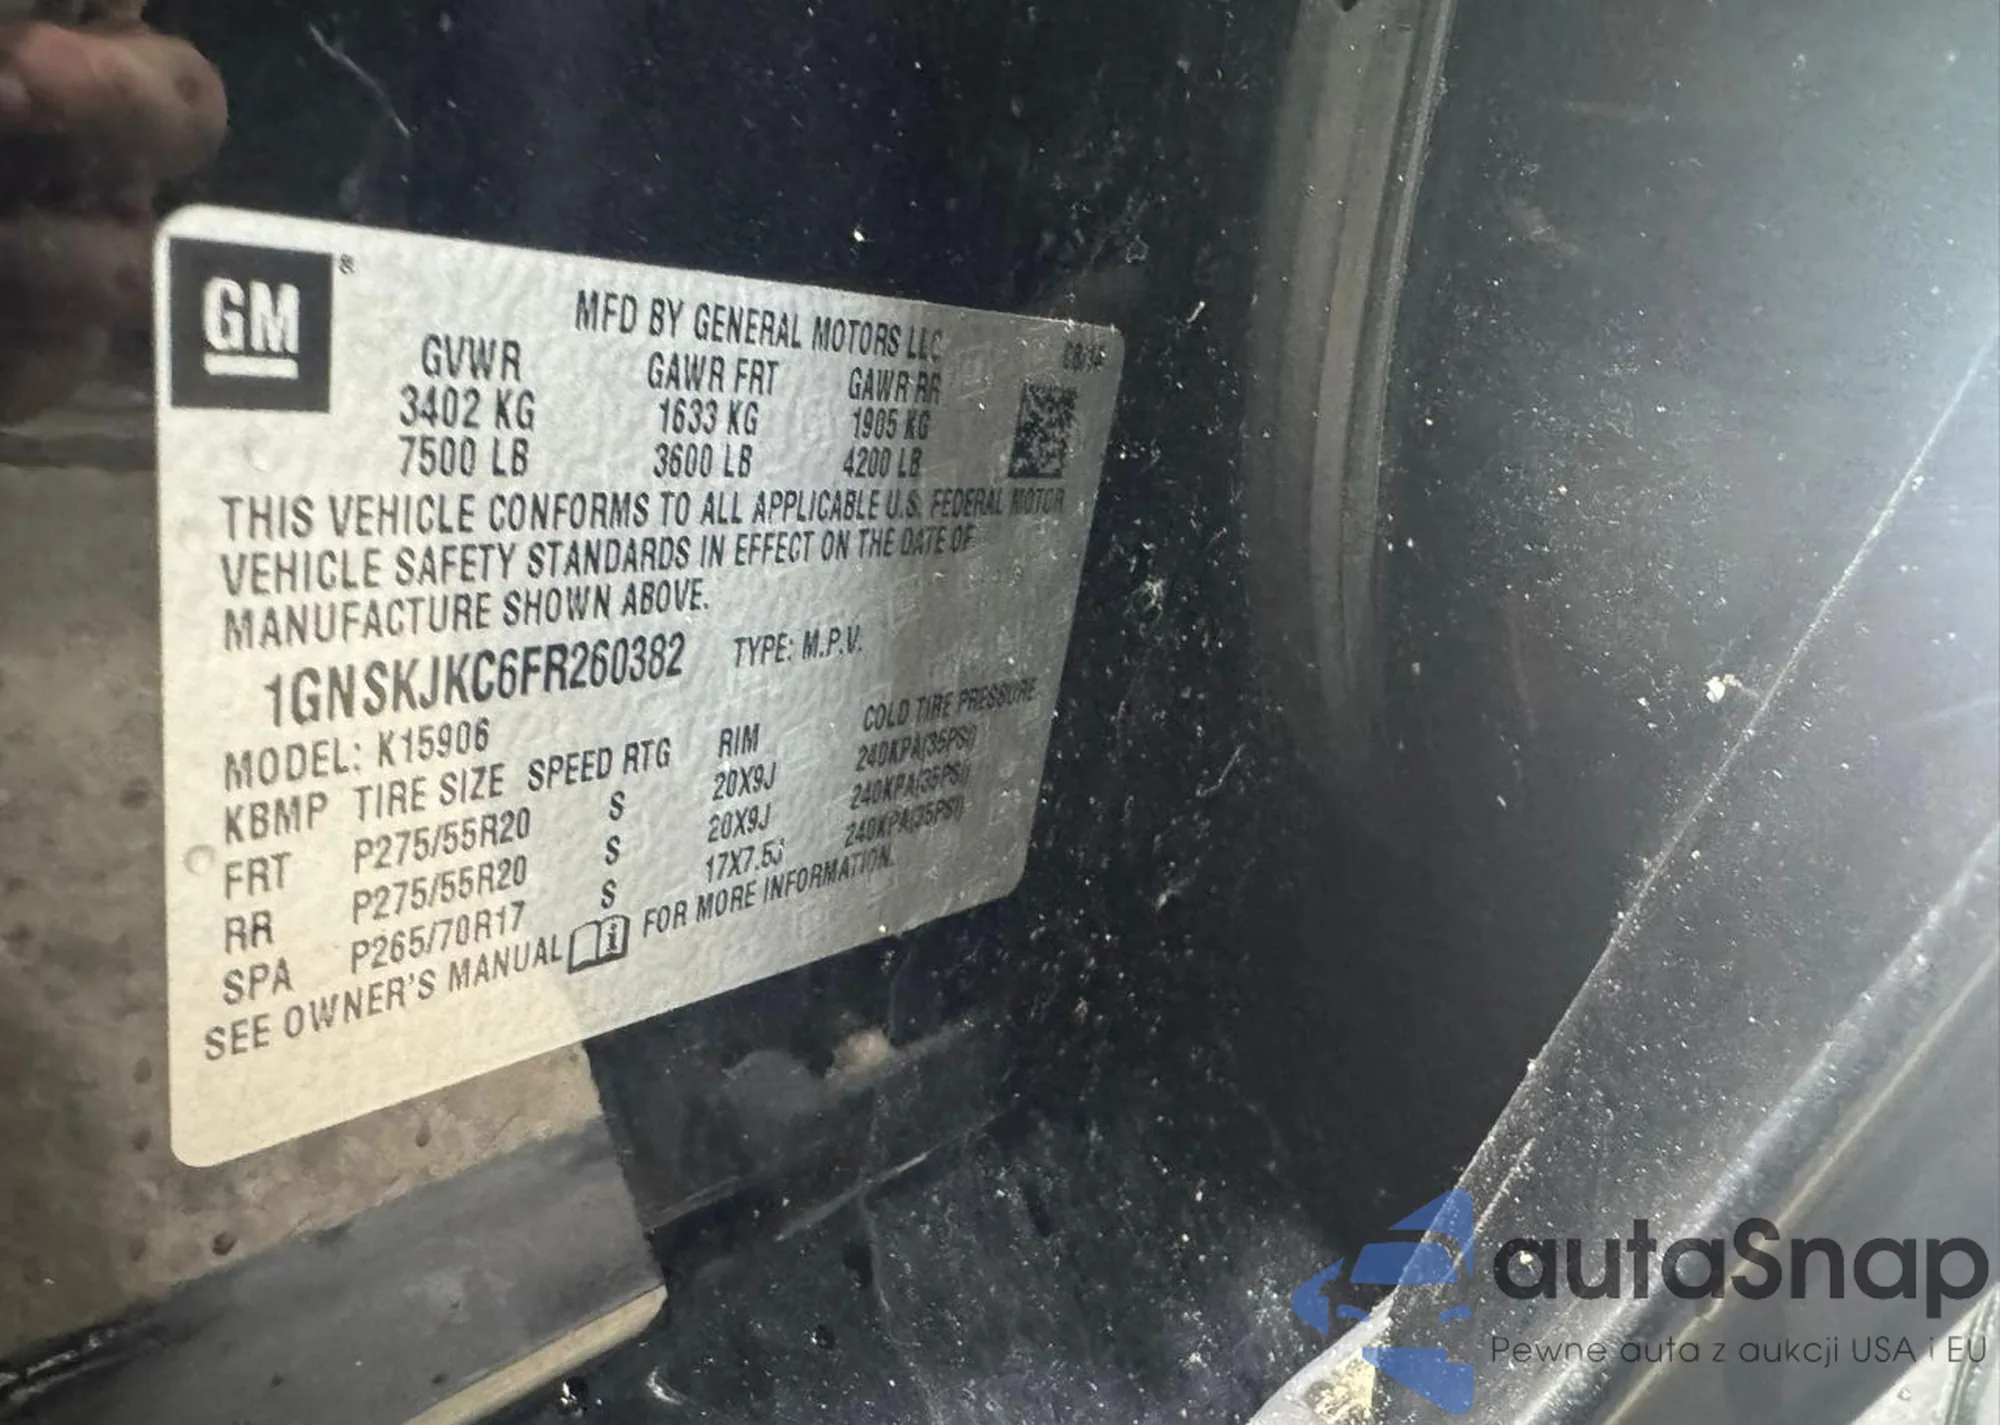 GM ®
MFD BY GENERAL MOTORS LLC 08/14
GVWR GAWR FRT GAWR RR
3402 KG 1633 KG 1905 KG
7500 LB 3600 LB 4200 LB
THIS VEHICLE CONFORMS TO ALL APPLICABLE U.S. FEDERAL MOTOR
VEHICLE SAFETY STANDARDS IN EFFECT ON THE DATE OF
MANUFACTURE SHOWN ABOVE.
1GNSKJKC6FR260382 TYPE: M.P.V.
MODEL: K15906
KBMP TIRE SIZE SPEED RTG RIM COLD TIRE PRESSURE
FRT P275/55R20 S 20X9J 240KPA(35PSI)
RR P275/55R20 S 20X9J 240KPA(35PSI)
SPA P265/70R17 S 17X7.5J 240KPA(35PSI)
SEE OWNER'S MANUAL FOR MORE INFORMATION.
autaSnap
Pewne auta z aukcji USA i EU